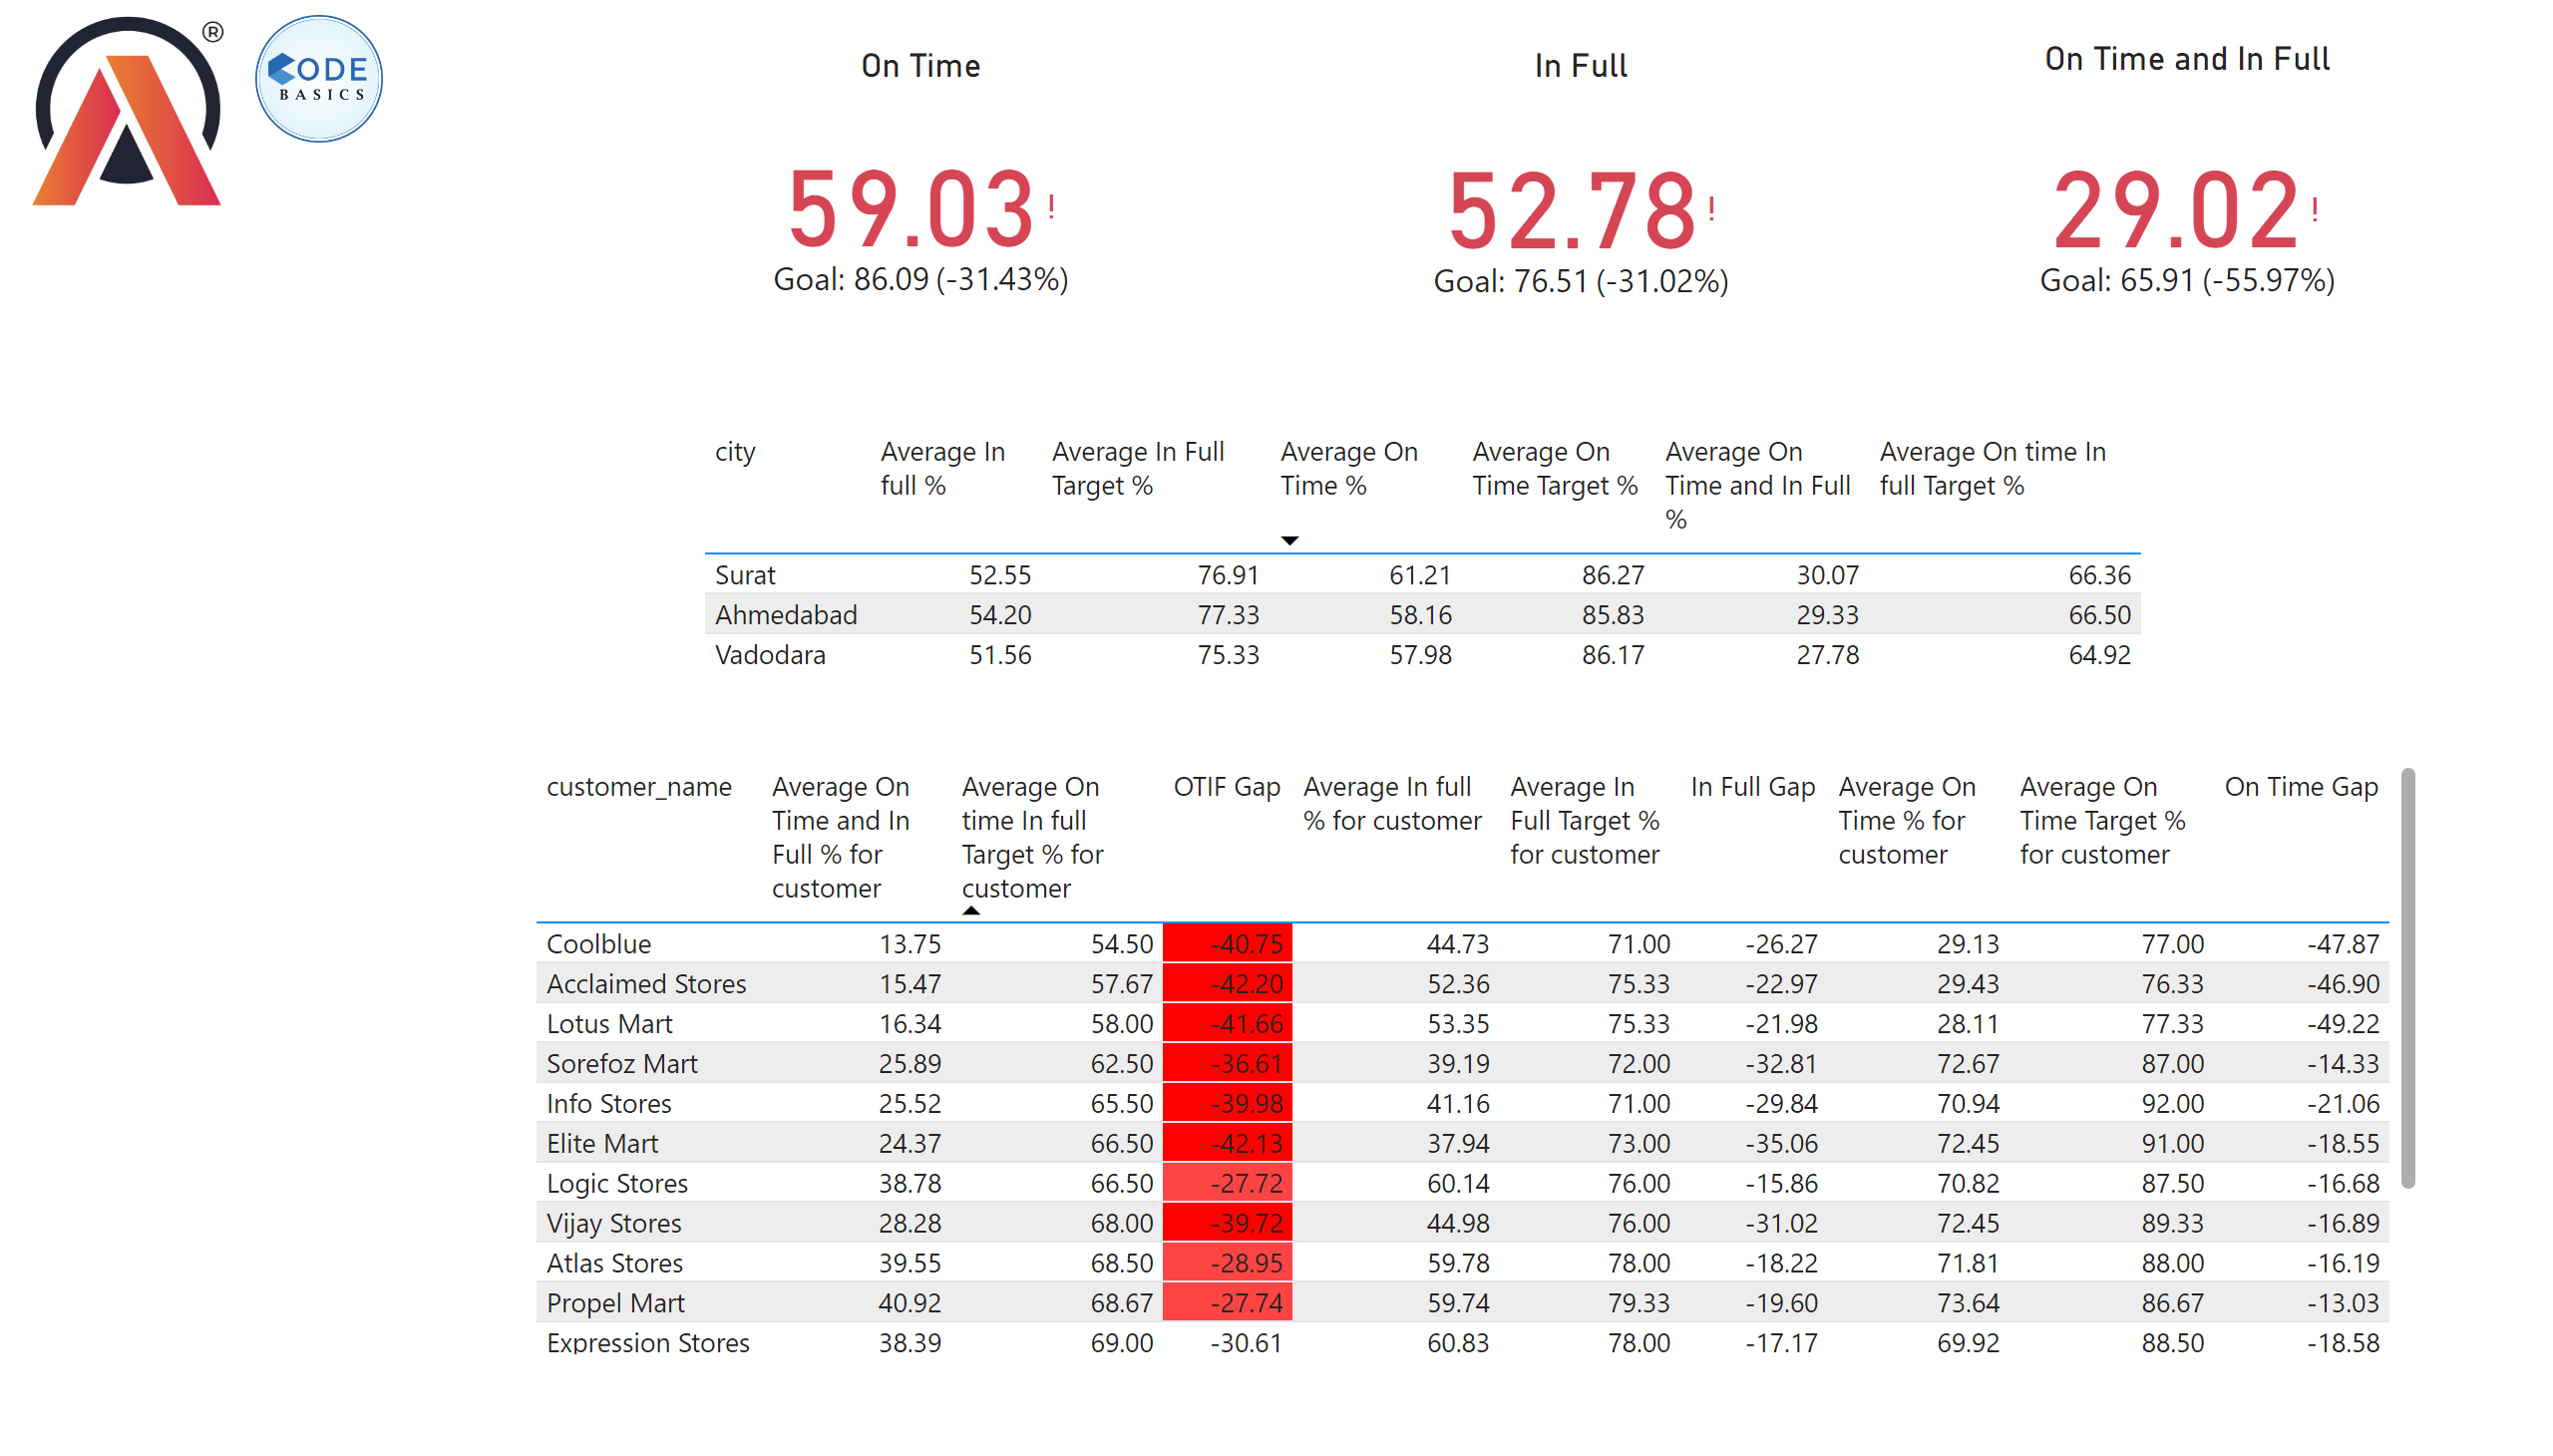 ®
CODE
BASICS
On Time
In Full
On Time and In Full
59.03!
52.78!
29.02!
Goal: 86.09 (-31.43%)
Goal: 76.51 (-31.02%)
Goal: 65.91 (-55.97%)
city Average In full % Average In Full Target % Average On Time % Average On Time Target % Average On Time and In Full % Average On time In full Target %
Surat 52.55 76.91 61.21 86.27 30.07 66.36
Ahmedabad 54.20 77.33 58.16 85.83 29.33 66.50
Vadodara 51.56 75.33 57.98 86.17 27.78 64.92
customer_name Average On Time and In Full % for customer Average On time In full Target % for customer OTIF Gap Average In full % for customer Average In Full Target % for customer In Full Gap Average On Time % for customer Average On Time Target % for customer On Time Gap
Coolblue 13.75 54.50 -40.75 44.73 71.00 -26.27 29.13 77.00 -47.87
Acclaimed Stores 15.47 57.67 -42.20 52.36 75.33 -22.97 29.43 76.33 -46.90
Lotus Mart 16.34 58.00 -41.66 53.35 75.33 -21.98 28.11 77.33 -49.22
Sorefoz Mart 25.89 62.50 -36.61 39.19 72.00 -32.81 72.67 87.00 -14.33
Info Stores 25.52 65.50 -39.98 41.16 71.00 -29.84 70.94 92.00 -21.06
Elite Mart 24.37 66.50 -42.13 37.94 73.00 -35.06 72.45 91.00 -18.55
Logic Stores 38.78 66.50 -27.72 60.14 76.00 -15.86 70.82 87.50 -16.68
Vijay Stores 28.28 68.00 -39.72 44.98 76.00 -31.02 72.45 89.33 -16.89
Atlas Stores 39.55 68.50 -28.95 59.78 78.00 -18.22 71.81 88.00 -16.19
Propel Mart 40.92 68.67 -27.74 59.74 79.33 -19.60 73.64 86.67 -13.03
Expression Stores 38.39 69.00 -30.61 60.83 78.00 -17.17 69.92 88.50 -18.58